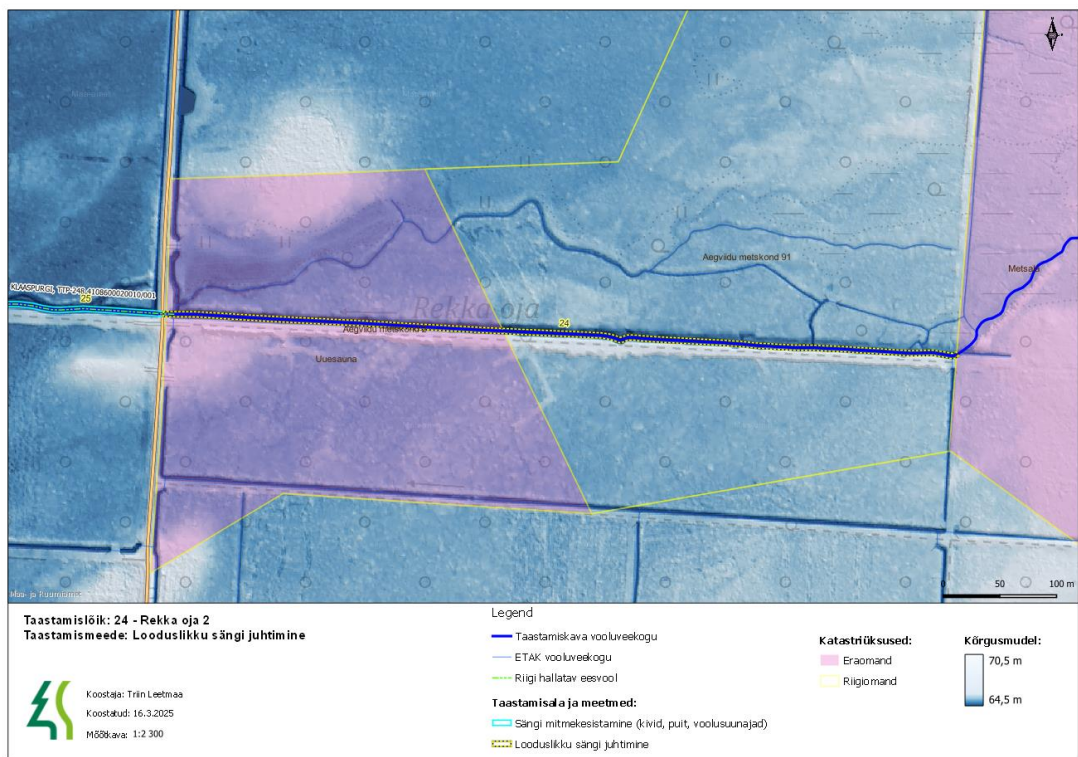 KLAASPURGI, TTP-248, 4108600020010/001
25
Rekka oja
24
Aegviidu metskond 91
Metsala
Aegviidu metskond
Uuesauna
0 50 100 m
Taastamislõik: 24 - Rekka oja 2
Taastamismeede: Looduslikku sängi juhtimine
Koostaja: Triin Leetmaa
Koostatud: 16.3.2025
Mõõtkava: 1:2 300
Legend
Taastamiskava vooluveekogu
ETAK vooluveekogu
Riigi hallatav eesvool
Taastamisala ja meetmed:
Sängi mitmekesistamine (kivid, puit, voolusuunajad)
Looduslikku sängi juhtimine
Katastriüksused:
Eraomand
Riigiomand
Kõrgusmudel:
70,5 m
64,5 m